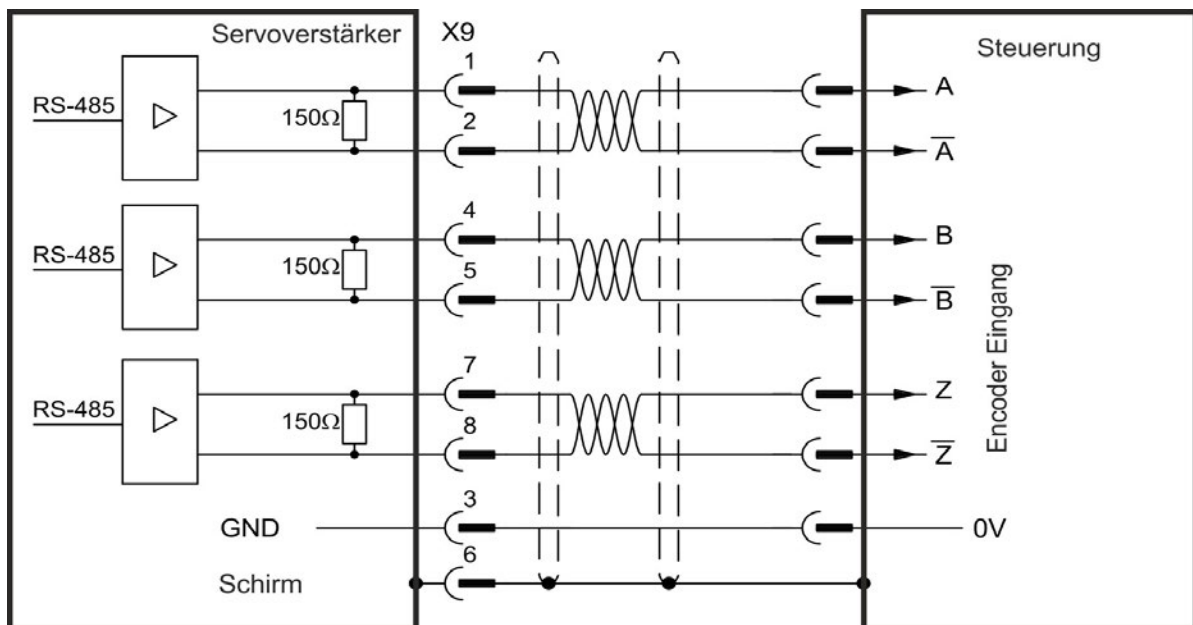 Servoverstärker
X9
Steuerung
1
A
RS-485
150Ω
2
A̅
4
B
RS-485
150Ω
5
B̅
Encoder Eingang
7
Z
RS-485
150Ω
8
Z̅
3
GND
0V
6
Schirm